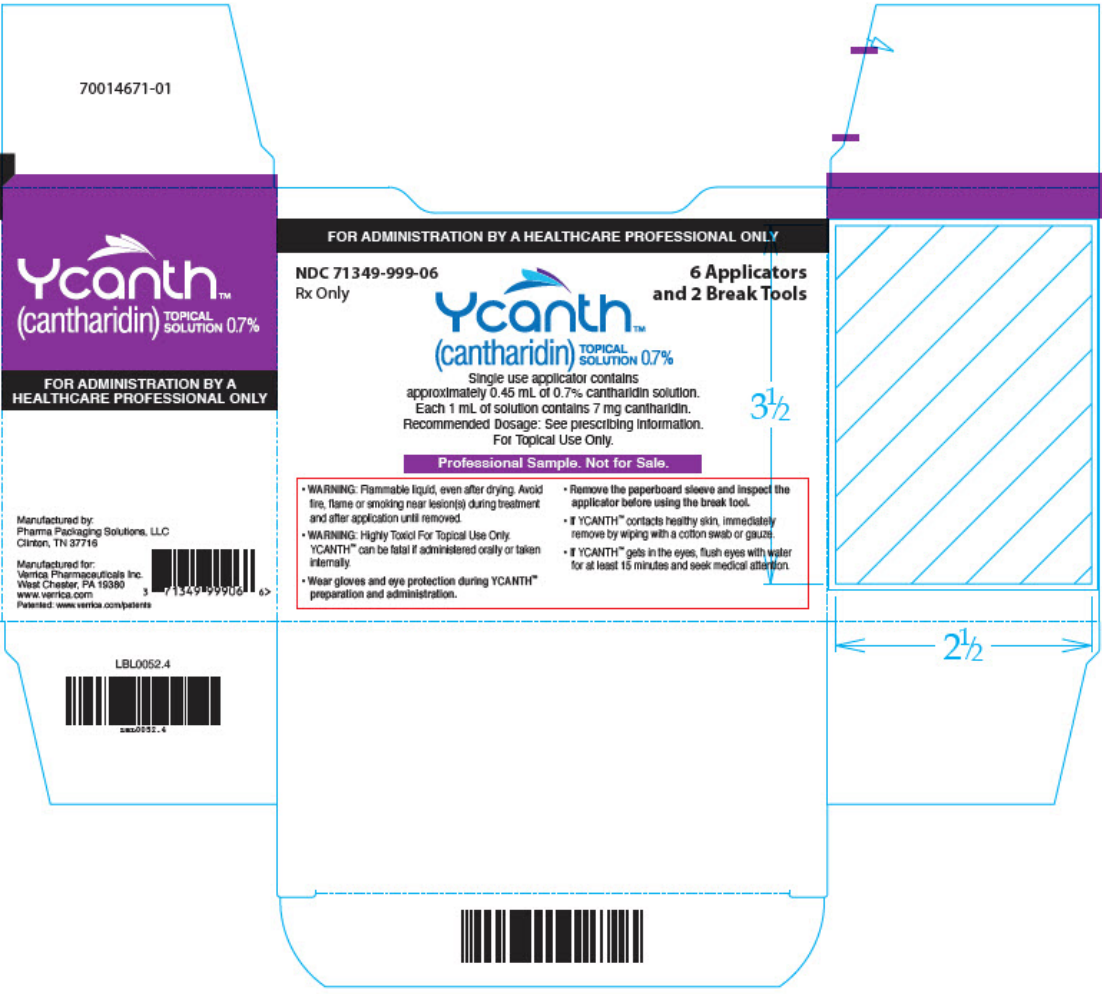 70014671-01
Ycanth™
(cantharidin) TOPICAL SOLUTION 0.7%
FOR ADMINISTRATION BY A
HEALTHCARE PROFESSIONAL ONLY
Manufactured by:
Pharma Packaging Solutions, LLC
Clinton, TN 37716
Manufactured for:
Verrica Pharmaceuticals Inc.
West Chester, PA 19380
www.verrica.com
Patented: www.verrica.com/patents
3 71349 99906 6>
LBL0052.4
FOR ADMINISTRATION BY A HEALTHCARE PROFESSIONAL ONLY
NDC 71349-999-06
Rx Only
6 Applicators
and 2 Break Tools
Ycanth™
(cantharidin) TOPICAL SOLUTION 0.7%
Single use applicator contains
approximately 0.45 mL of 0.7% cantharidin solution.
Each 1 mL of solution contains 7 mg cantharidin.
Recommended Dosage: See prescribing information.
For Topical Use Only.
Professional Sample. Not for Sale.
• WARNING: Flammable liquid, even after drying. Avoid
fire, flame or smoking near lesion(s) during treatment
and after application until removed.
• WARNING: Highly Toxic! For Topical Use Only.
YCANTH™ can be fatal if administered orally or taken
internally.
• Wear gloves and eye protection during YCANTH™
preparation and administration.
• Remove the paperboard sleeve and inspect the
applicator before using the break tool.
• If YCANTH™ contacts healthy skin, immediately
remove by wiping with a cotton swab or gauze.
• If YCANTH™ gets in the eyes, flush eyes with water
for at least 15 minutes and seek medical attention.
3½
2½